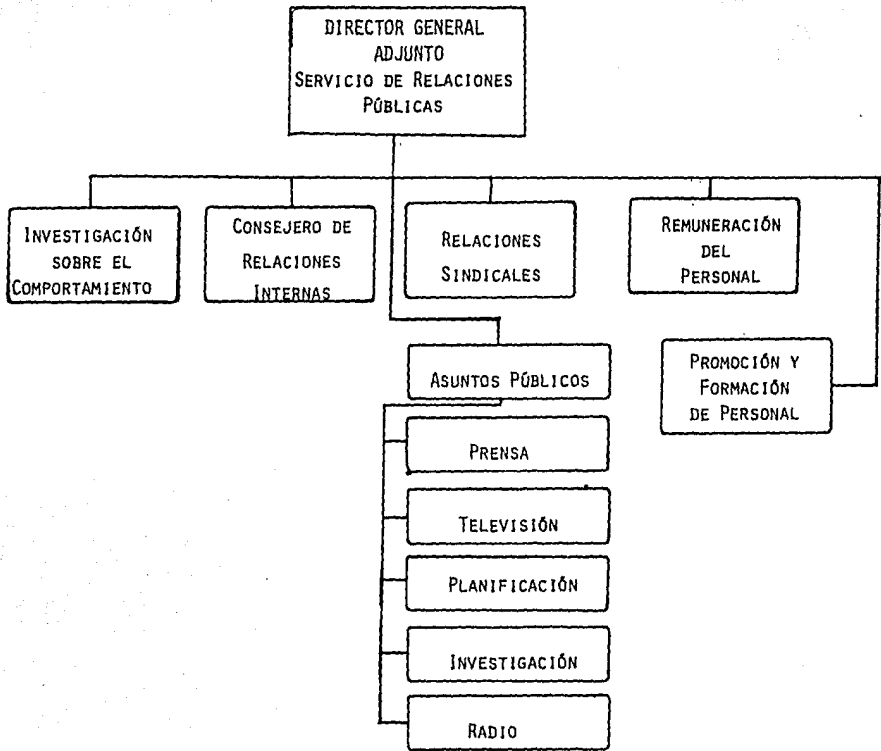 DIRECTOR GENERAL
ADJUNTO
SERVICIO DE RELACIONES
PÚBLICAS
INVESTIGACIÓN
SOBRE EL
COMPORTAMIENTO
CONSEJERO DE
RELACIONES
INTERNAS
RELACIONES
SINDICALES
REMUNERACIÓN
DEL
PERSONAL
ASUNTOS PÚBLICOS
PROMOCIÓN Y
FORMACIÓN
DE PERSONAL
PRENSA
TELEVISIÓN
PLANIFICACIÓN
INVESTIGACIÓN
RADIO